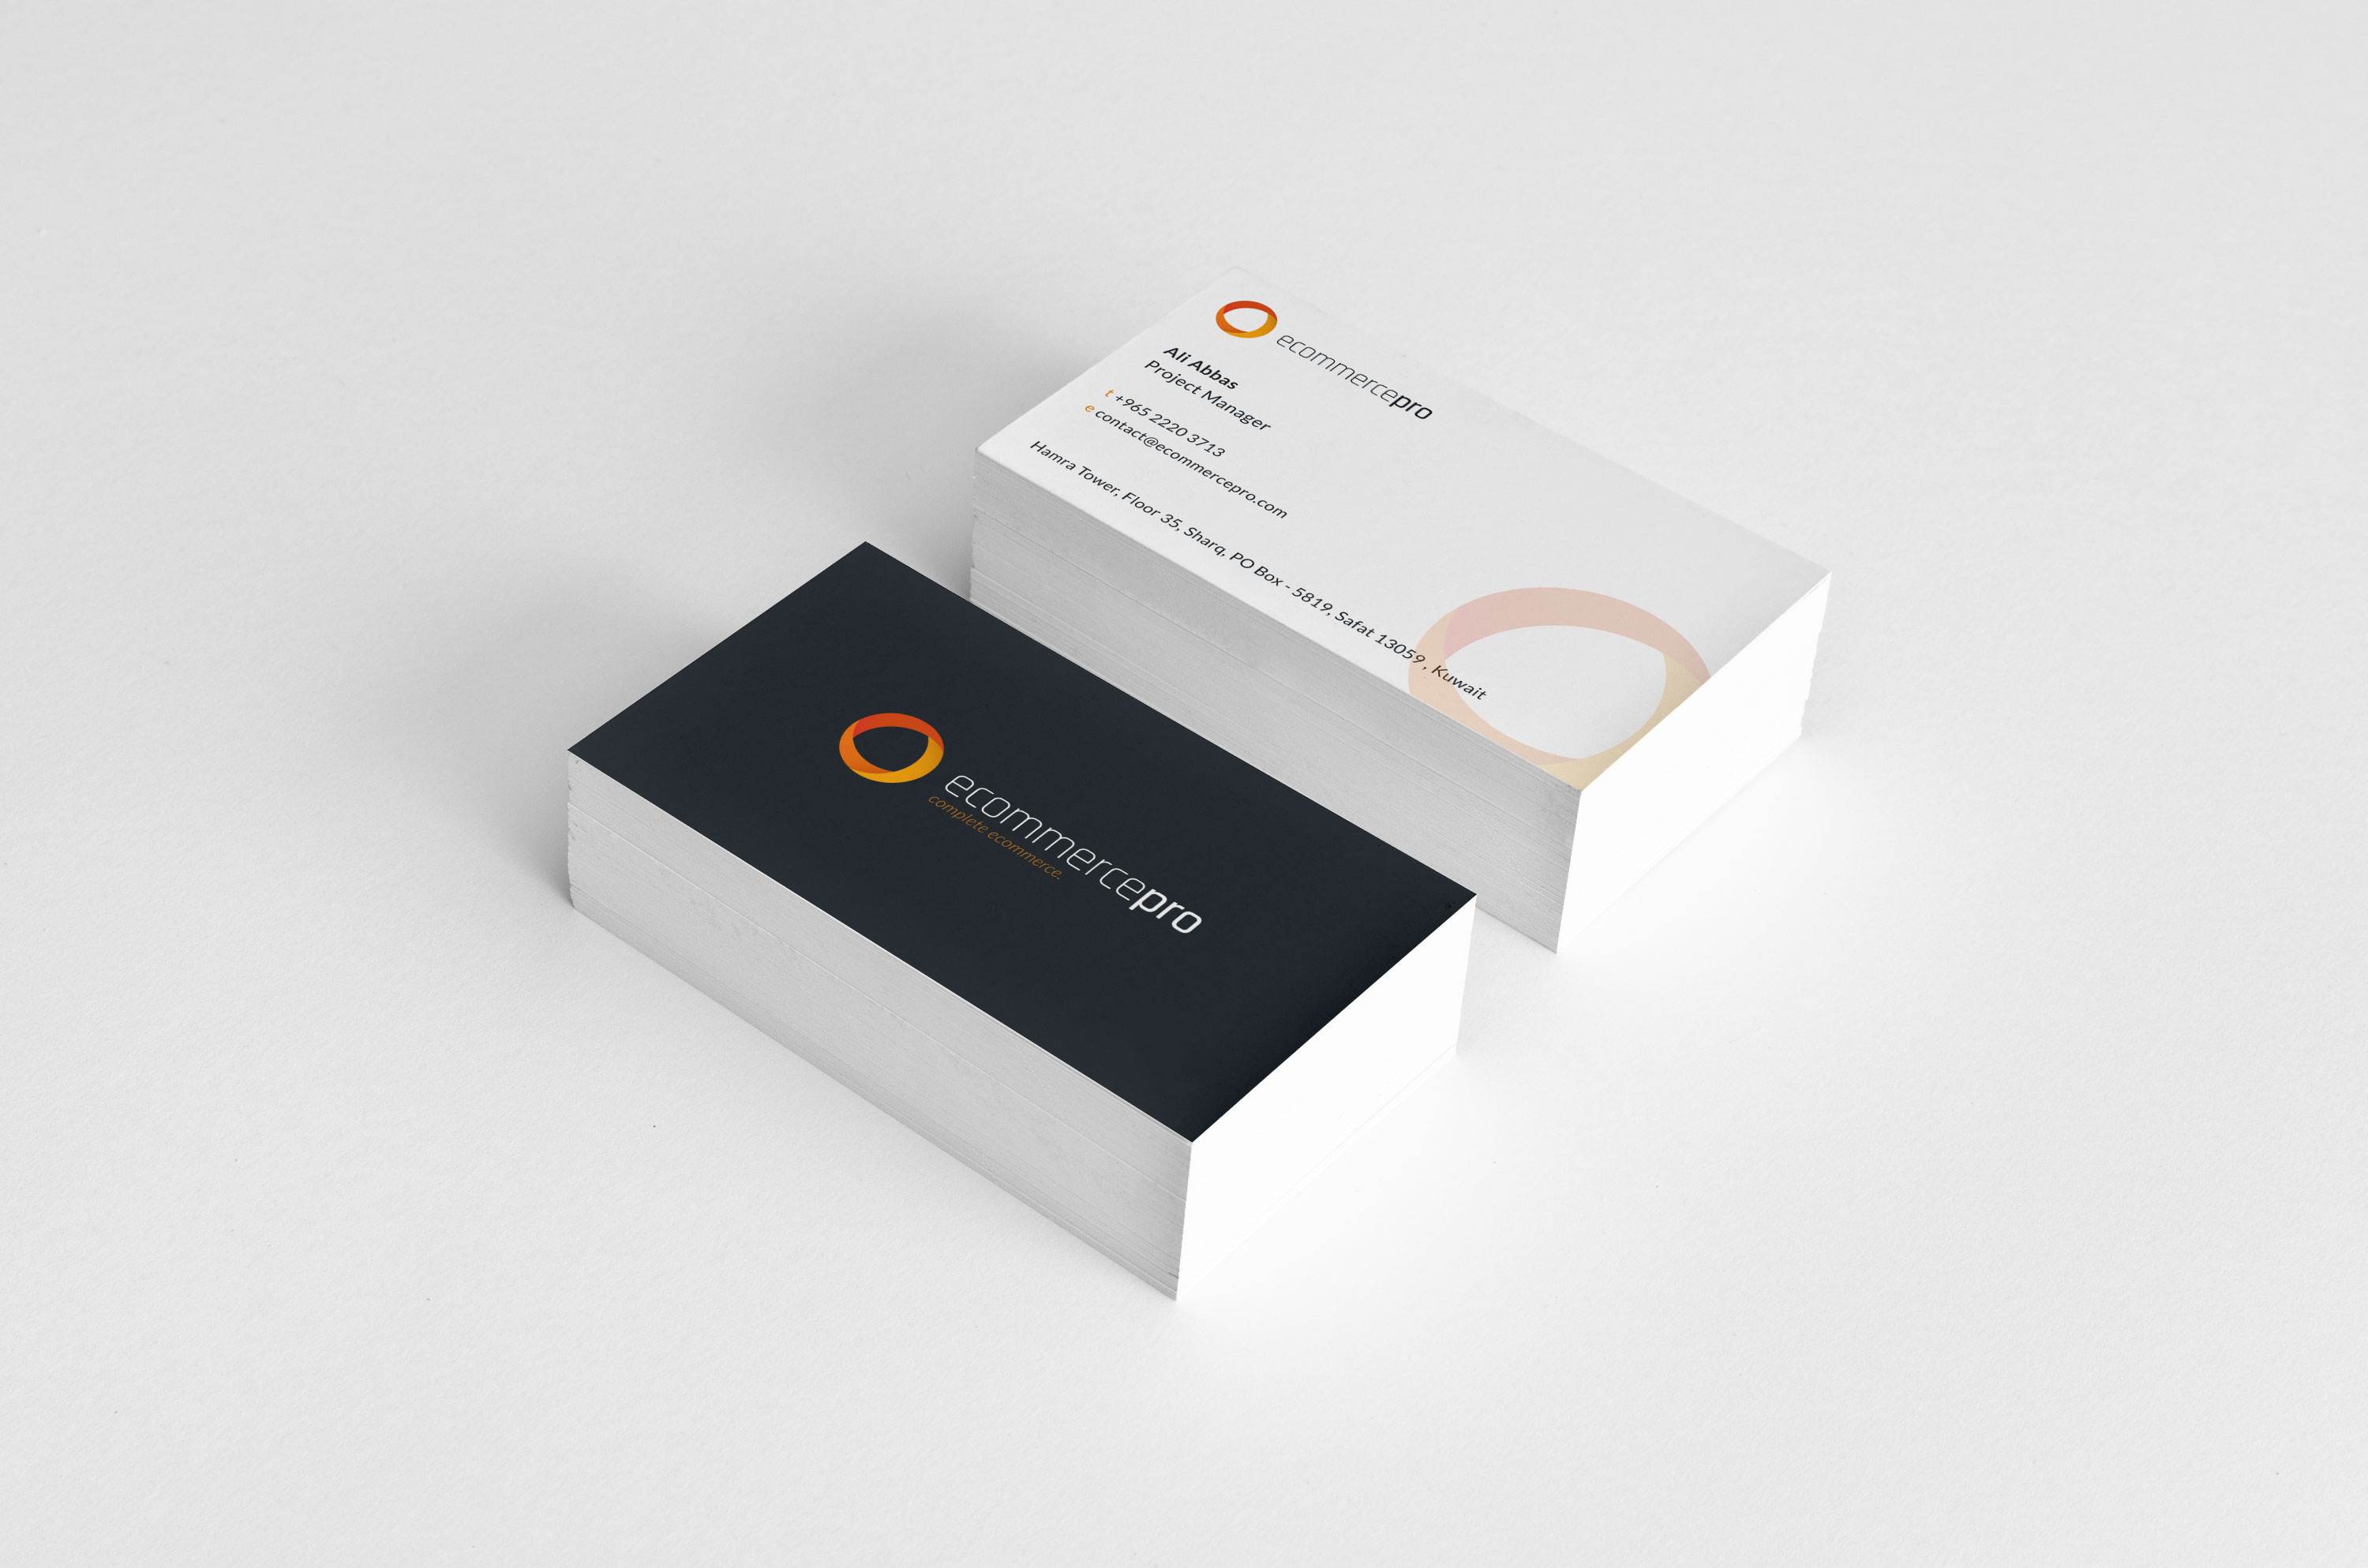 ecommercepro
Ali Abbas
Project Manager
t +965 2220 3713
e contact@ecommercepro.com
Hamra Tower, Floor 35, Sharq, PO Box - 5819, Safat 13059 , Kuwait
ecommercepro
complete ecommerce.